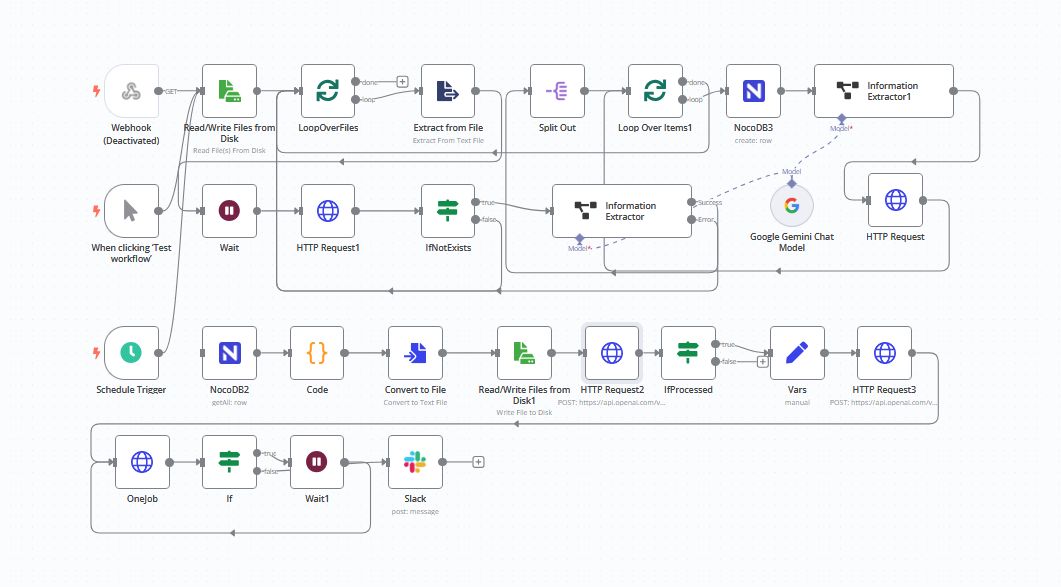 GET
done
loop
done
loop
Webhook
(Deactivated)
Read/Write Files from
Disk
Read File(s) From Disk
LoopOverFiles
Extract from File
Extract From Text File
Split Out
Loop Over Items1
NocoDB3
create: row
Information
Extractor1
Model*
Model
true
false
Information
Extractor
Success
Error
Model*
When clicking 'Test
workflow'
Wait
HTTP Request1
IfNotExists
Google Gemini Chat
Model
HTTP Request
true
false
Schedule Trigger
NocoDB2
getAll: row
Code
Convert to File
Convert to Text File
Read/Write Files from
Disk1
Write File to Disk
HTTP Request2
POST: https://api.openai.com/v...
IfProcessed
Vars
manual
HTTP Request3
POST: https://api.openai.com/v...
true
false
OneJob
If
Wait1
Slack
post: message